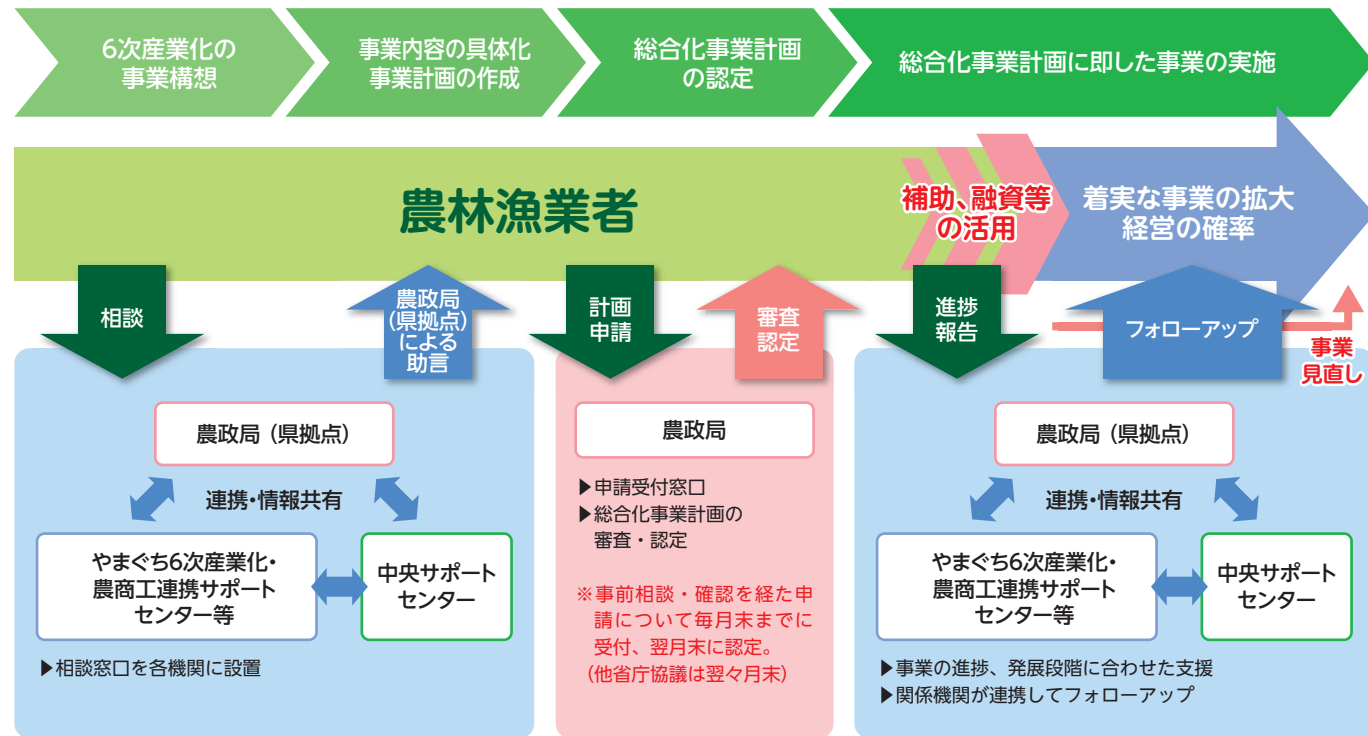 6次産業化の
事業構想
事業内容の具体化
事業計画の作成
総合化事業計画
の認定
総合化事業計画に即した事業の実施
農林漁業者
補助、融資等
の活用
着実な事業の拡大
経営の確率
相談
農政局
(県拠点)
による
助言
計画
申請
審査
認定
進捗
報告
フォローアップ
事業
見直し
農政局（県拠点）
連携・情報共有
やまぐち6次産業化・
農商工連携サポート
センター等
中央サポート
センター
▶相談窓口を各機関に設置
農政局
▶申請受付窓口
▶総合化事業計画の
審査・認定
※事前相談・確認を経た申
請について毎月末までに
受付、翌月末に認定。
（他省庁協議は翌々月末）
農政局（県拠点）
連携・情報共有
やまぐち6次産業化・
農商工連携サポート
センター等
中央サポート
センター
▶事業の進捗、発展段階に合わせた支援
▶関係機関が連携してフォローアップ